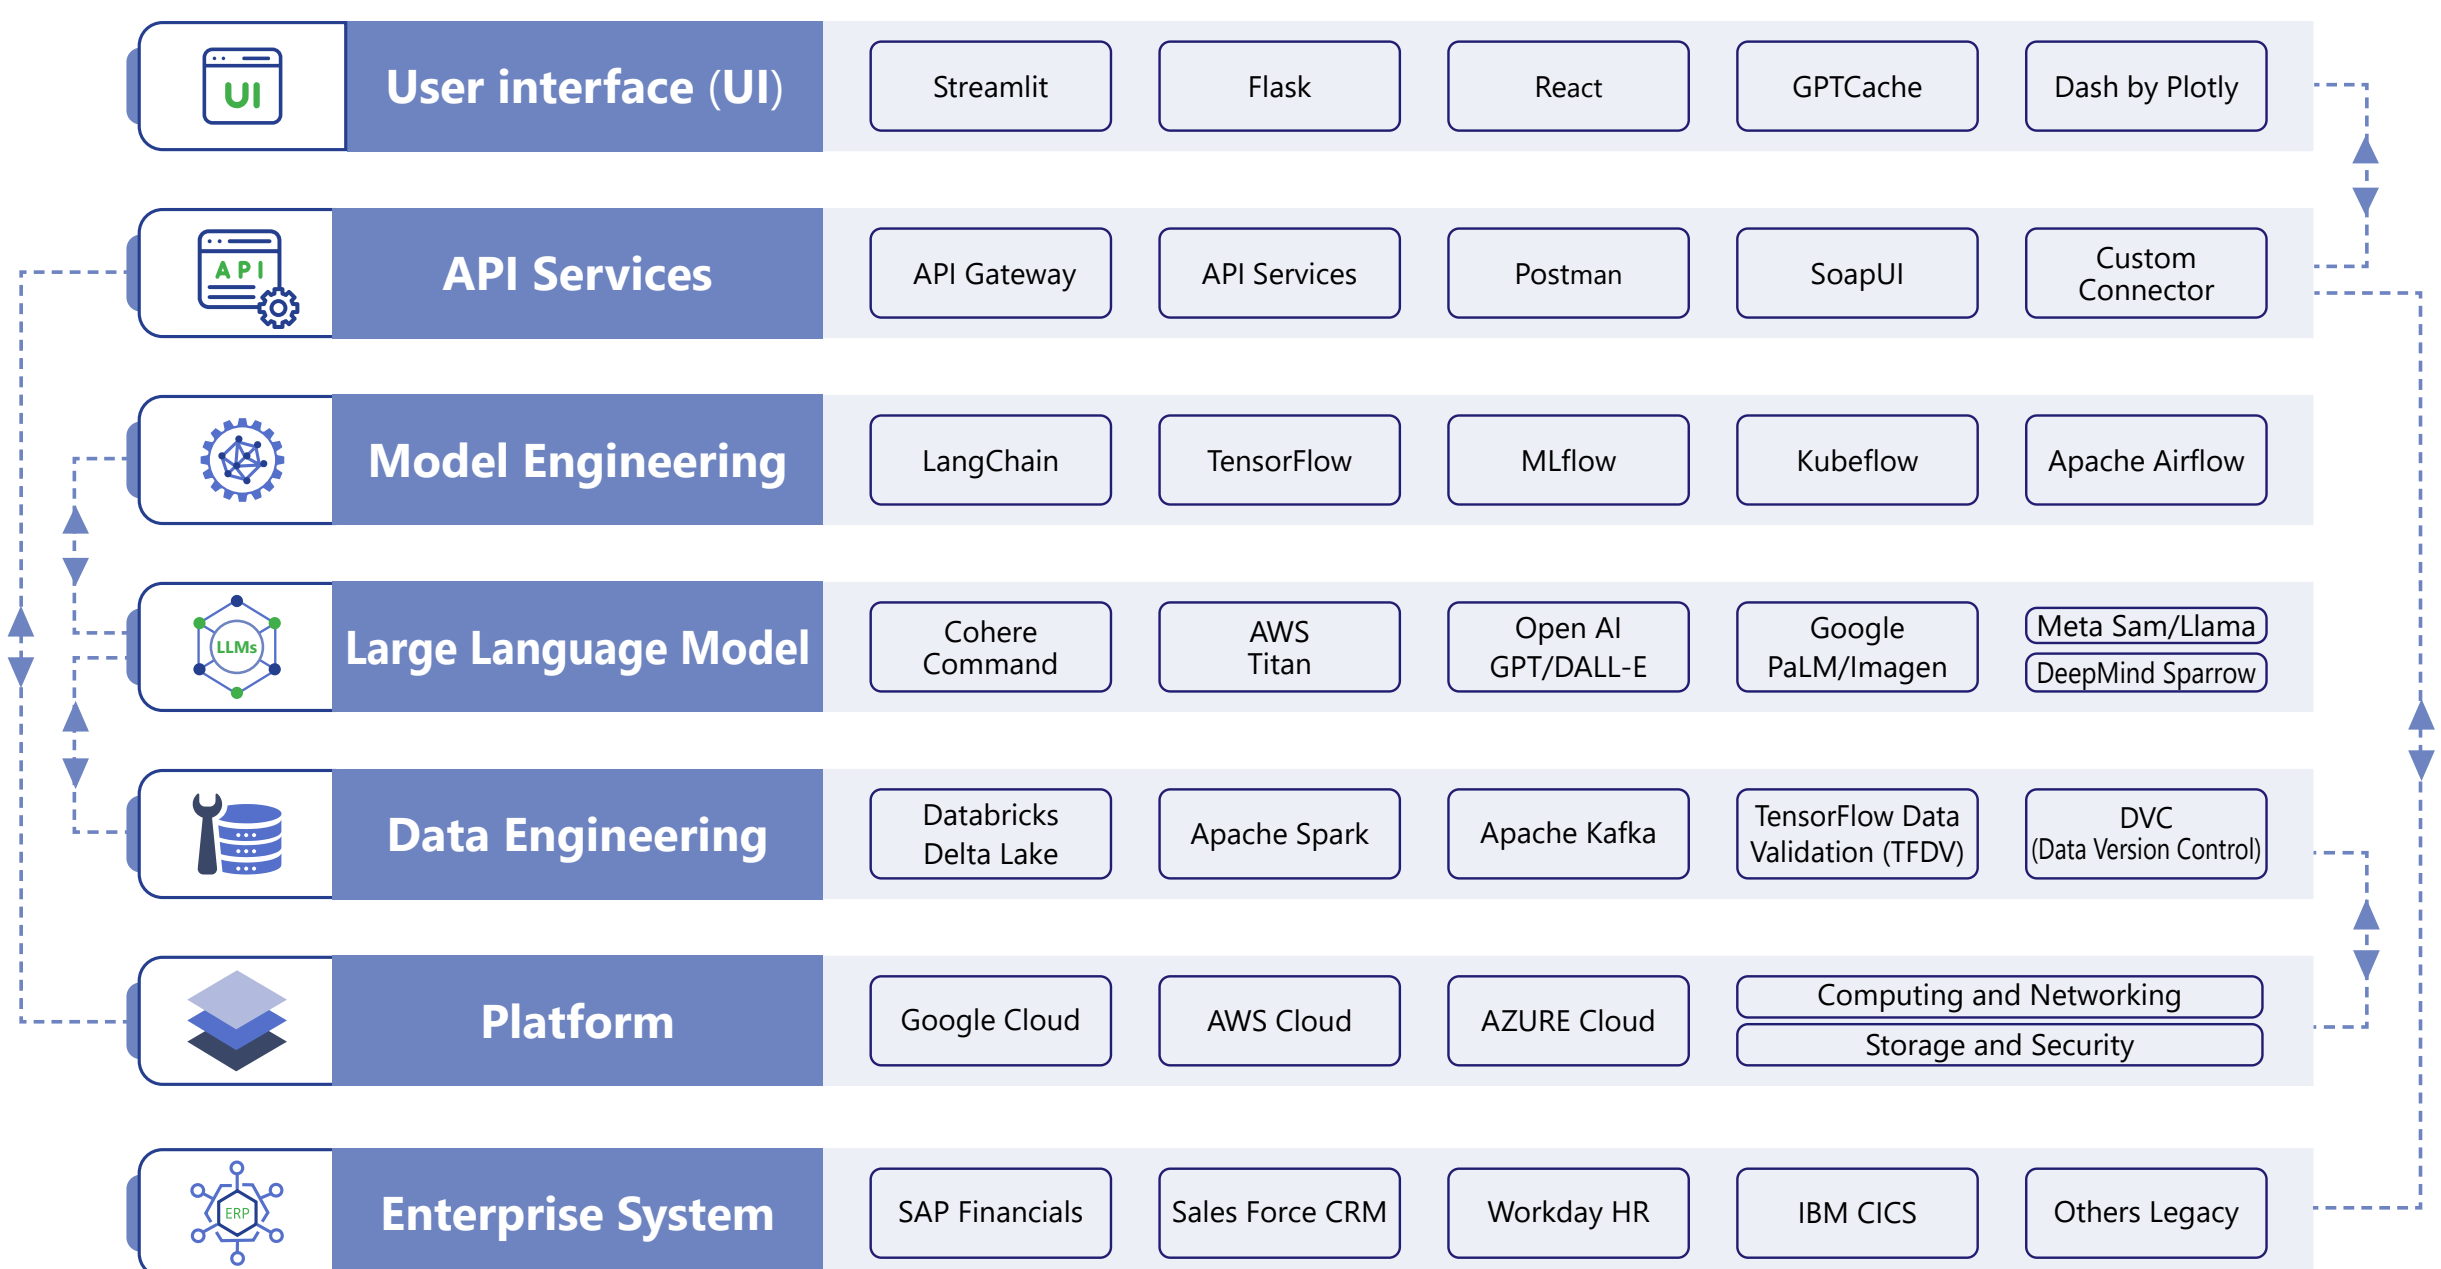 UI
User interface (UI)
Streamlit
Flask
React
GPTCache
Dash by Plotly
API
API Services
API Gateway
API Services
Postman
SoapUI
Custom
Connector
Model Engineering
LangChain
TensorFlow
MLflow
Kubeflow
Apache Airflow
LLMs
Large Language Model
Cohere
Command
AWS
Titan
Open AI
GPT/DALL-E
Google
PaLM/Imagen
Meta Sam/Llama
DeepMind Sparrow
Data Engineering
Databricks
Delta Lake
Apache Spark
Apache Kafka
TensorFlow Data
Validation (TFDV)
DVC
(Data Version Control)
Platform
Google Cloud
AWS Cloud
AZURE Cloud
Computing and Networking
Storage and Security
ERP
Enterprise System
SAP Financials
Sales Force CRM
Workday HR
IBM CICS
Others Legacy